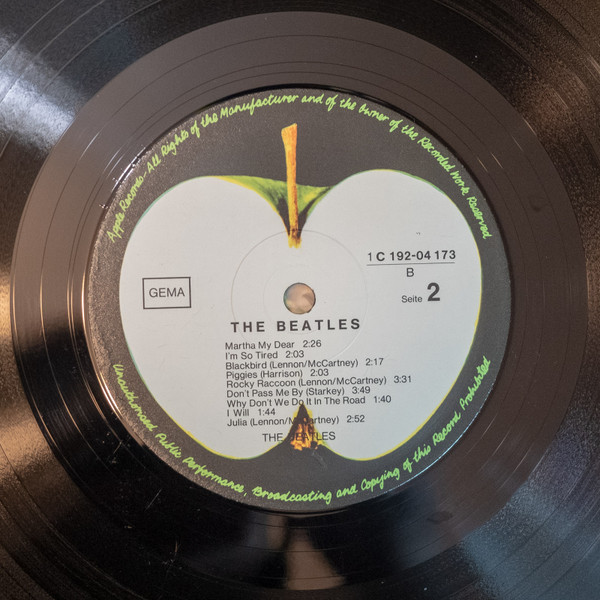 Apple Records-All Rights of the Manufacturer and of the Owner of the Recorded Work Reserved
1 C 192-04 173
B
GEMA
Seite 2
THE BEATLES
Martha My Dear 2:26
I'm So Tired 2:03
Blackbird (Lennon/McCartney) 2:17
Piggies (Harrison) 2:03
Rocky Raccoon (Lennon/McCartney) 3:31
Don't Pass Me By (Starkey) 3:49
Why Don't We Do It In The Road 1:40
I Will 1:44
Julia (Lennon/McCartney) 2:52
THE BEATLES
Unauthorised Public Performance, Broadcasting and Copying of this Record Prohibited